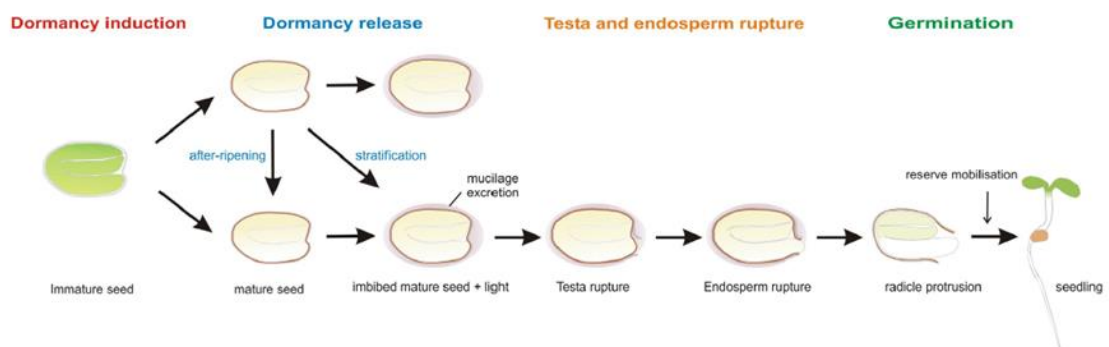 Dormancy induction
Dormancy release
Testa and endosperm rupture
Germination
after-ripening
stratification
mucilage
excretion
reserve mobilisation
Immature seed
mature seed
imbibed mature seed + light
Testa rupture
Endosperm rupture
radicle protrusion
seedling